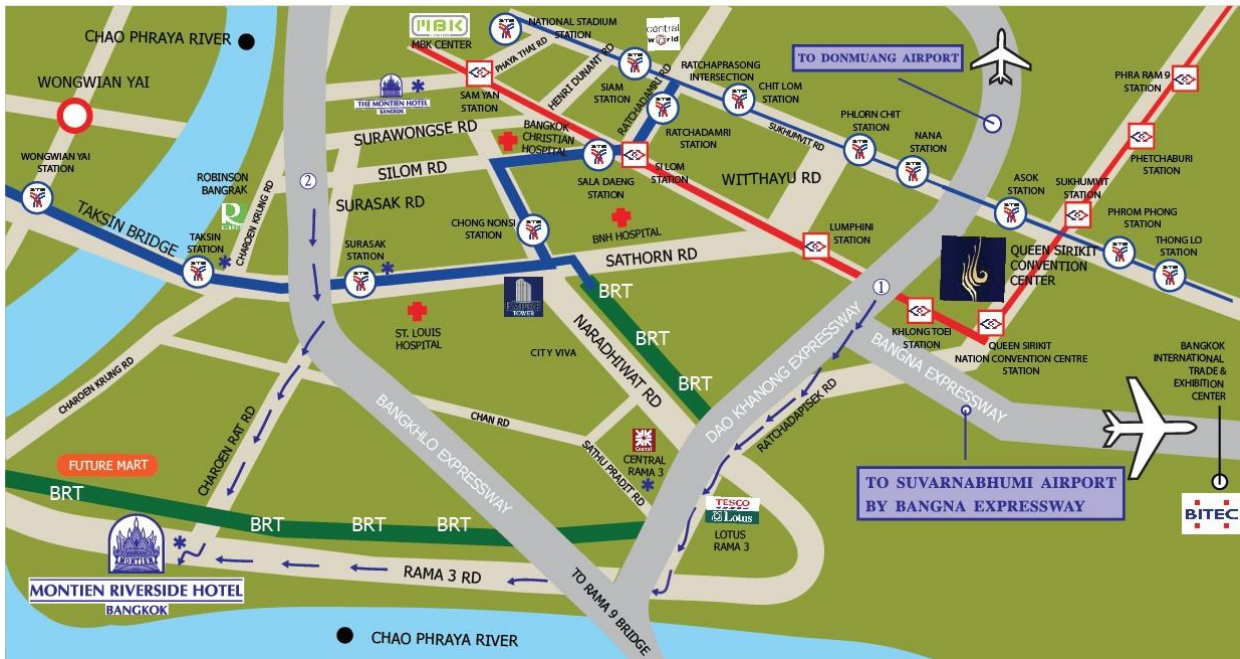 MBK
MBK CENTER
NATIONAL STADIUM
STATION
central
world
CHAO PHRAYA RIVER
PHAYA THAI RD
HENRI DUNANT RD
RATCHADAMRI RD
SIAM
STATION
RATCHAPRASONG
INTERSECTION
TO DONMUANG AIRPORT
PHRA RAM 9
STATION
WONGWIAN YAI
THE MONTIEN HOTEL
BANGKOK
SAM YAN
STATION
CHIT LOM
STATION
SURAWONGSE RD
BANGKOK
CHRISTIAN
HOSPITAL
RATCHADAMRI
STATION
SUKHUMVIT RD
PHLORN CHIT
STATION
NANA
STATION
PHETCHABURI
STATION
WONGWIAN YAI
STATION
ROBINSON
BANGRAK
R
SILOM RD
SALA DAENG
STATION
SI LOM
STATION
WITTHAYU RD
ASOK
STATION
SUKHUMVIT
STATION
2
CHAROEN KRUNG RD
SURASAK RD
CHONG NONSI
STATION
BNH HOSPITAL
LUMPHINI
STATION
PHROM PHONG
STATION
THONG LO
STATION
TAKSIN BRIDGE
TAKSIN
STATION
SURASAK
STATION
SATHORN RD
QUEEN SIRIKIT
CONVENTION
CENTER
1
EMPIRE
TOWER
BRT
ST. LOUIS
HOSPITAL
CITY VIVA
NARADHIWAT RD
BRT
KHLONG TOEI
STATION
QUEEN SIRIKIT
NATION CONVENTION CENTRE
STATION
BANGKOK
INTERNATIONAL
TRADE &
EXHIBITION
CENTER
CHAROEN KRUNG RD
BANGKHLO EXPRESSWAY
CHAN RD
BRT
DAO KHANONG EXPRESSWAY
BANGNA EXPRESSWAY
RATCHADAPISEK RD
CHAROEN RAT RD
SATHU PRADIT RD
Central
CENTRAL
RAMA 3
FUTURE MART
BRT
TO SUVARNABHUMI AIRPORT
BY BANGNA EXPRESSWAY
BITEC
TESCO
Lotus
LOTUS
RAMA 3
BRT
BRT
BRT
MONTIEN
MONTIEN RIVERSIDE HOTEL
BANGKOK
RAMA 3 RD
TO RAMA 9 BRIDGE
CHAO PHRAYA RIVER